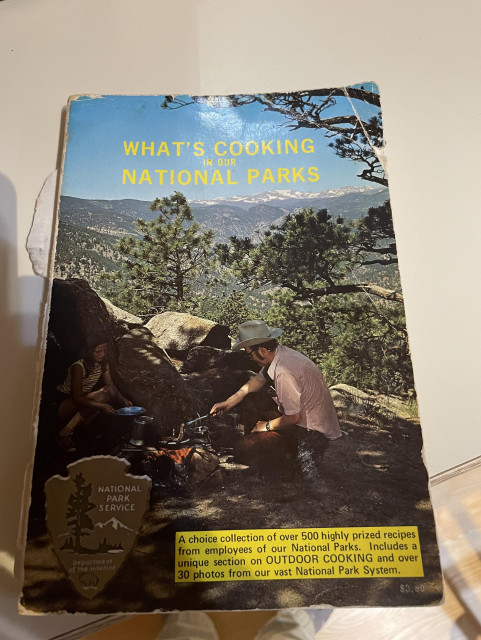 WHAT'S COOKING
IN OUR
NATIONAL PARKS
NATIONAL
PARK
SERVICE
Department
of the Interior
A choice collection of over 500 highly prized recipes
from employees of our National Parks. Includes a
unique section on OUTDOOR COOKING and over
30 photos from our vast National Park System.